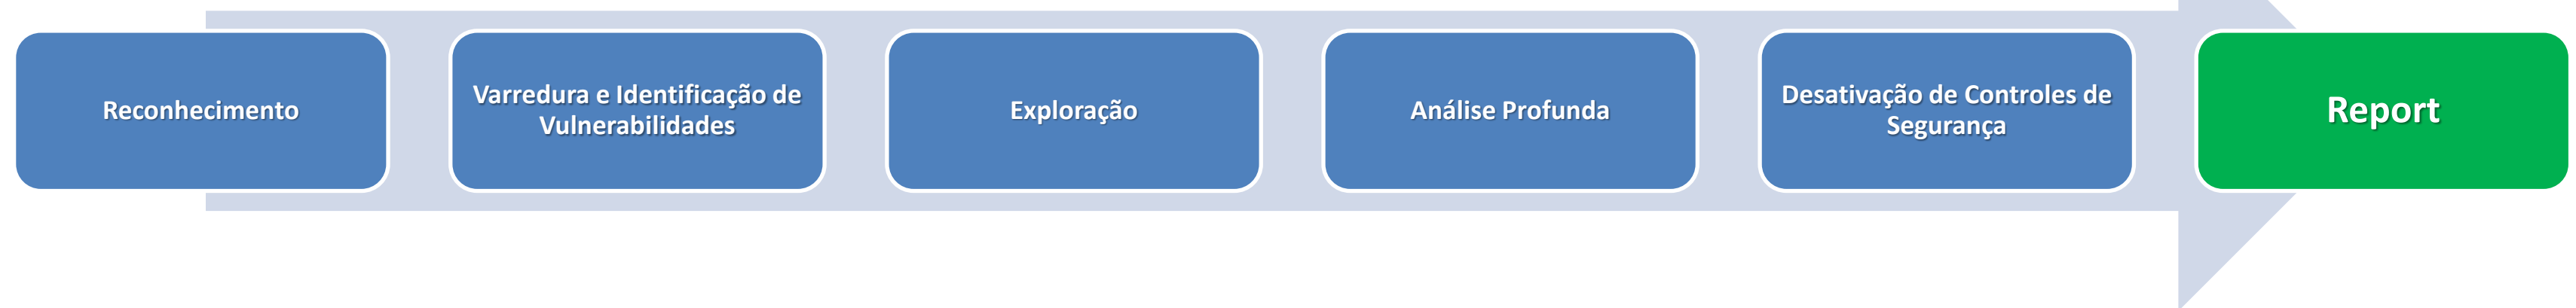 Reconhecimento
Varredura e Identificação de
Vulnerabilidades
Exploração
Análise Profunda
Desativação de Controles de
Segurança
Report